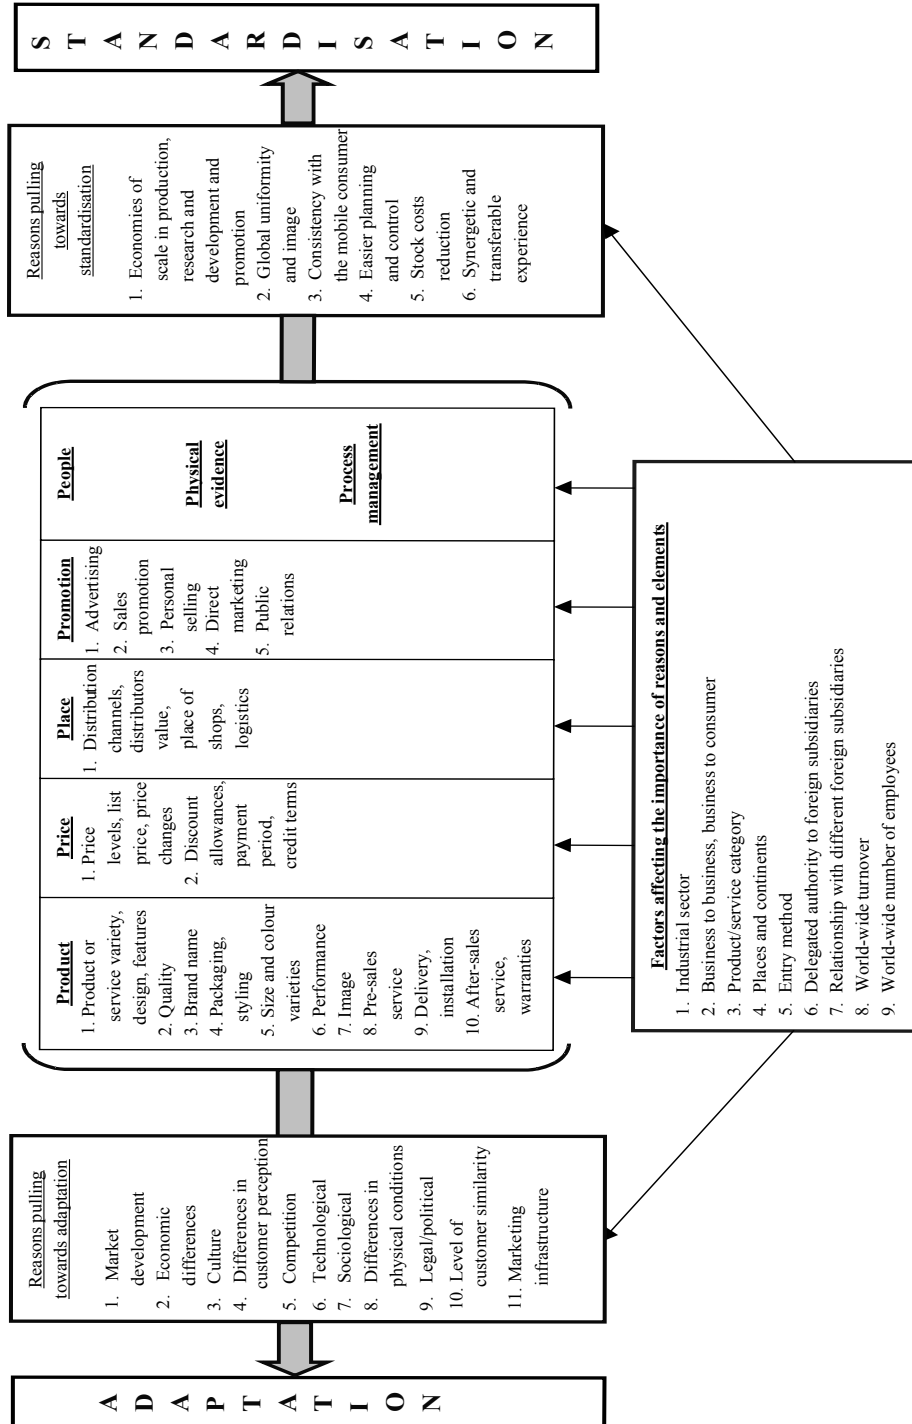 ADAPTATION
Reasons pulling
towards adaptation
1. Market
development
2. Economic
differences
3. Culture
4. Differences in
customer perception
5. Competition
6. Technological
7. Sociological
8. Differences in
physical conditions
9. Legal/political
10. Level of
customer similarity
11. Marketing
infrastructure
Product
1. Product or
service variety,
design, features
2. Quality
3. Brand name
4. Packaging,
styling
5. Size and colour
varieties
6. Performance
7. Image
8. Pre-sales
service
9. Delivery,
installation
10. After-sales
service,
warranties
Price
1. Price
levels, list
price, price
changes
2. Discount
allowances,
payment
period,
credit terms
Place
1. Distribution
channels,
distributors
value,
place of
shops,
logistics
Promotion
1. Advertising
2. Sales
promotion
3. Personal
selling
4. Direct
marketing
5. Public
relations
People
Physical
evidence
Process
management
Reasons pulling
towards
standardisation
1. Economies of
scale in production,
research and
development and
promotion
2. Global uniformity
and image
3. Consistency with
the mobile consumer
4. Easier planning
and control
5. Stock costs
reduction
6. Synergetic and
transferable
experience
STANDARDISATION
Factors affecting the importance of reasons and elements
1. Industrial sector
2. Business to business, business to consumer
3. Product/service category
4. Places and continents
5. Entry method
6. Delegated authority to foreign subsidiaries
7. Relationship with different foreign subsidiaries
8. World-wide turnover
9. World-wide number of employees